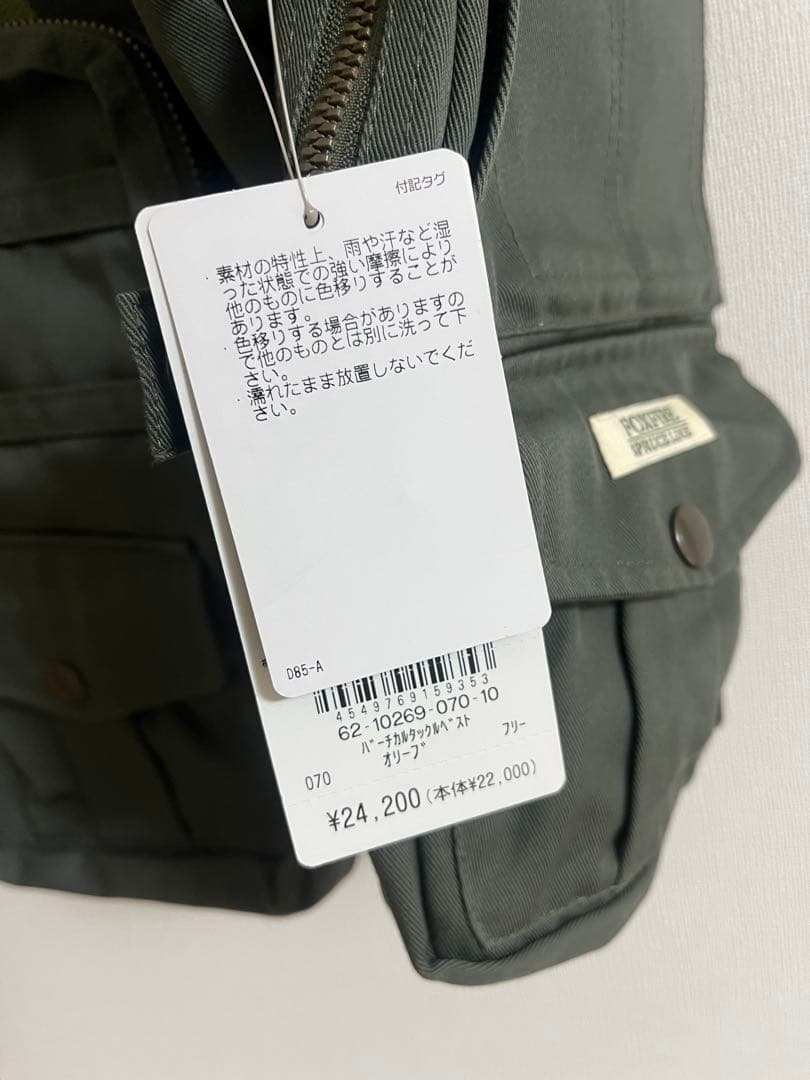 付記タグ
・素材の特性上、雨や汗など湿
った状態での強い摩擦により
他のものに色移りすることが
あります。
・色移りする場合がありますの
で他のものとは別に洗って下
さい。
・濡れたまま放置しないでくだ
さい。
D85-A
4549769159353
62-10269-070-10
バーチカルタックルベスト
オリーブ
フリー
070
¥24,200(本体¥22,000)
FOXFIRE
SPRUCE LINE